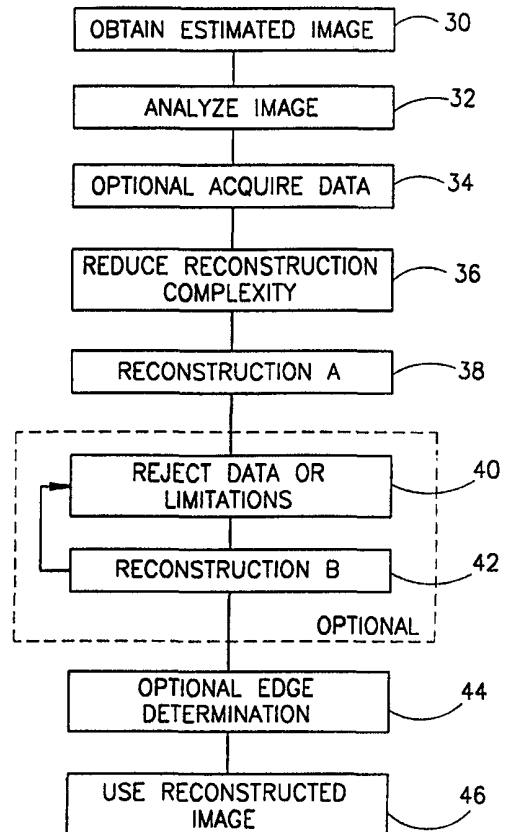 OBTAIN ESTIMATED IMAGE 30
ANALYZE IMAGE 32
OPTIONAL ACQUIRE DATA 34
REDUCE RECONSTRUCTION
COMPLEXITY 36
RECONSTRUCTION A 38
REJECT DATA OR
LIMITATIONS 40
RECONSTRUCTION B 42
OPTIONAL
OPTIONAL EDGE
DETERMINATION 44
USE RECONSTRUCTED
IMAGE 46